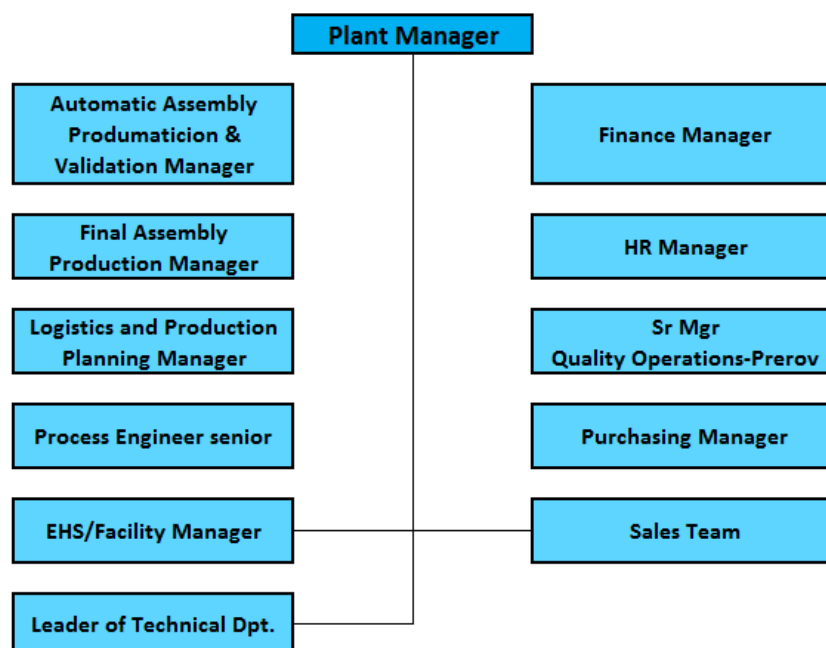 Plant Manager
Automatic Assembly
Produmaticion &
Validation Manager
Finance Manager
Final Assembly
Production Manager
HR Manager
Logistics and Production
Planning Manager
Sr Mgr
Quality Operations-Prerov
Process Engineer senior
Purchasing Manager
EHS/Facility Manager
Sales Team
Leader of Technical Dpt.